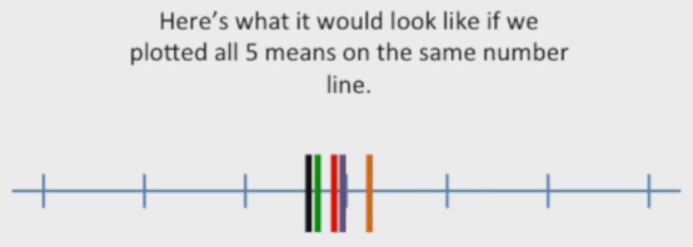 Here’s what it would look like if we
plotted all 5 means on the same number
line.